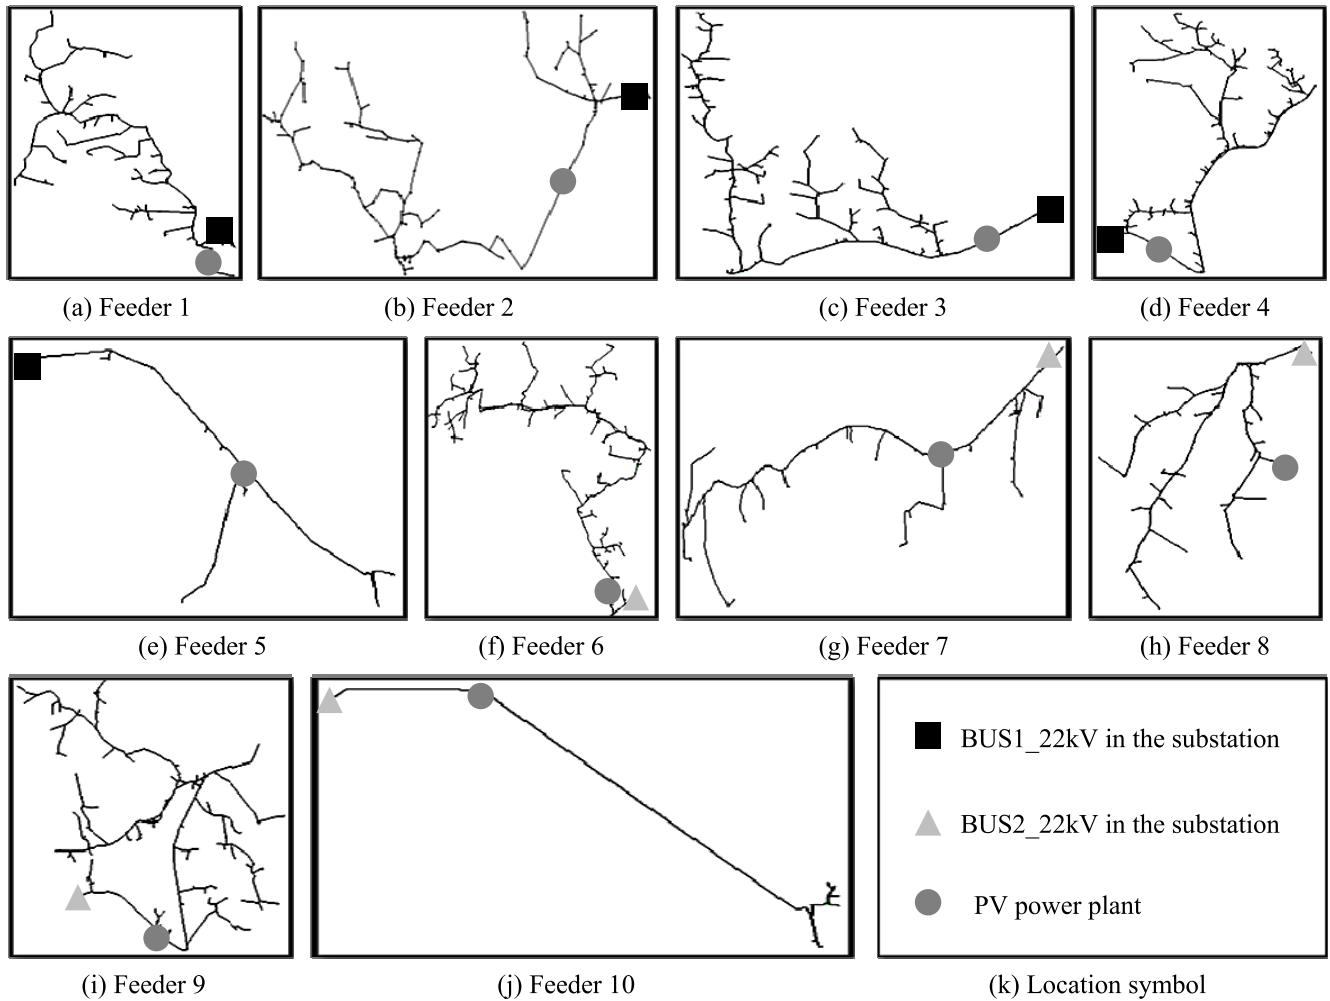 (a) Feeder 1
(b) Feeder 2
(c) Feeder 3
(d) Feeder 4
(e) Feeder 5
(f) Feeder 6
(g) Feeder 7
(h) Feeder 8
BUS1_22kV in the substation
BUS2_22kV in the substation
PV power plant
(i) Feeder 9
(j) Feeder 10
(k) Location symbol